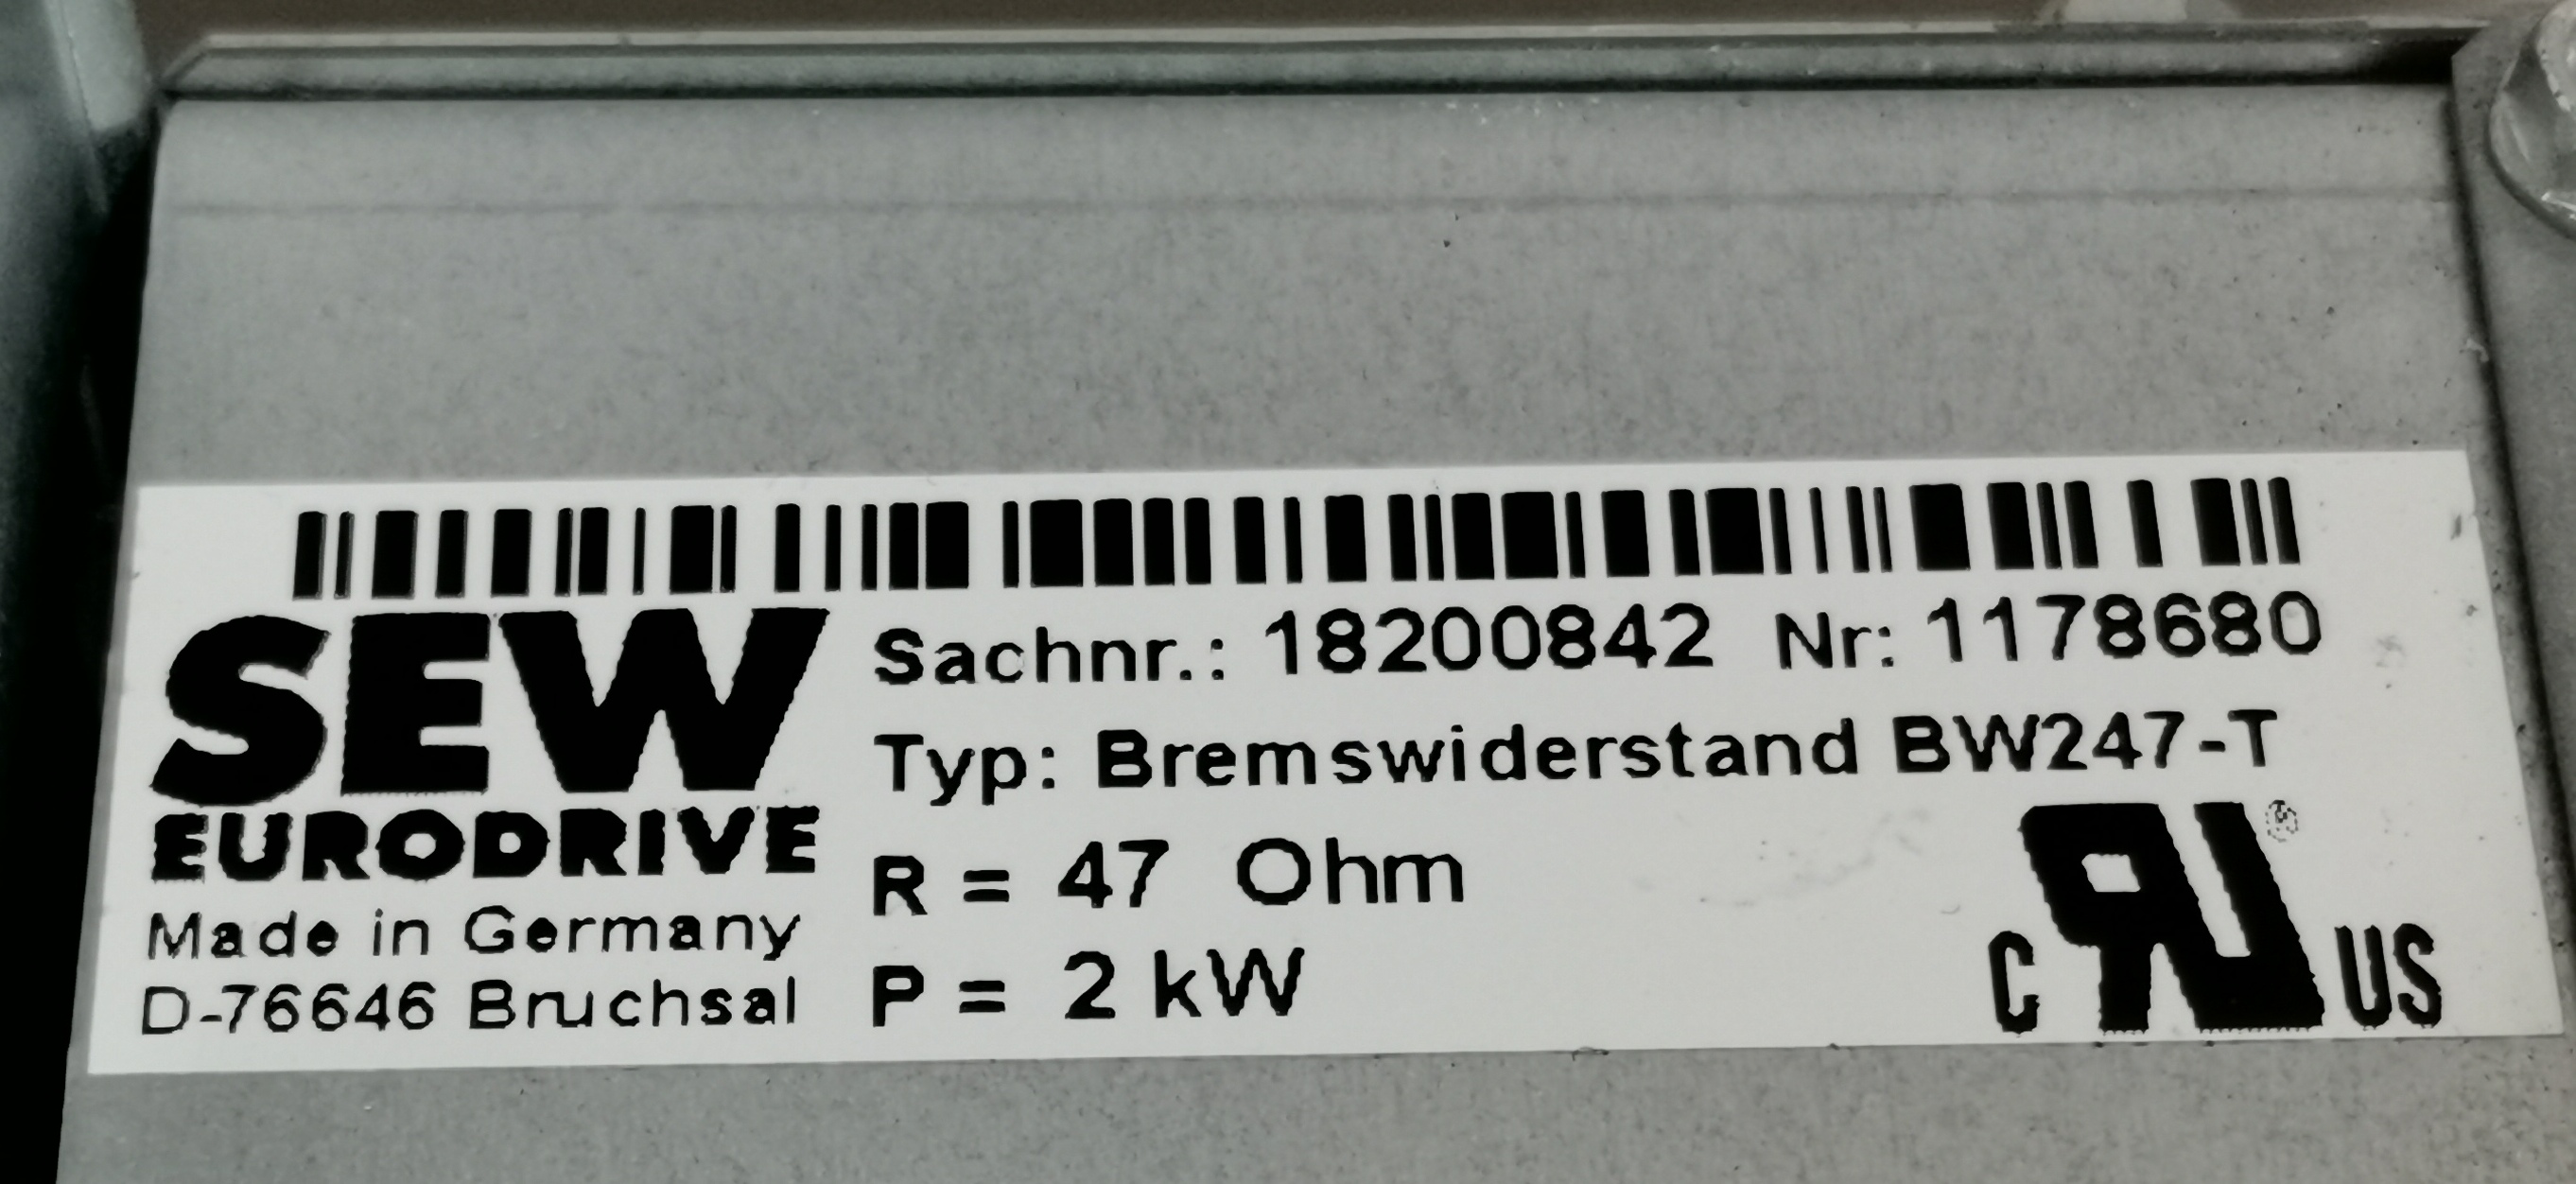 SEW
EURODRIVE
Made in Germany
D-76646 Bruchsal
Sachnr.: 18200842 Nr: 1178680
Typ: Bremswiderstand BW247-T
R = 47 Ohm
P = 2 kW
C RU ® US